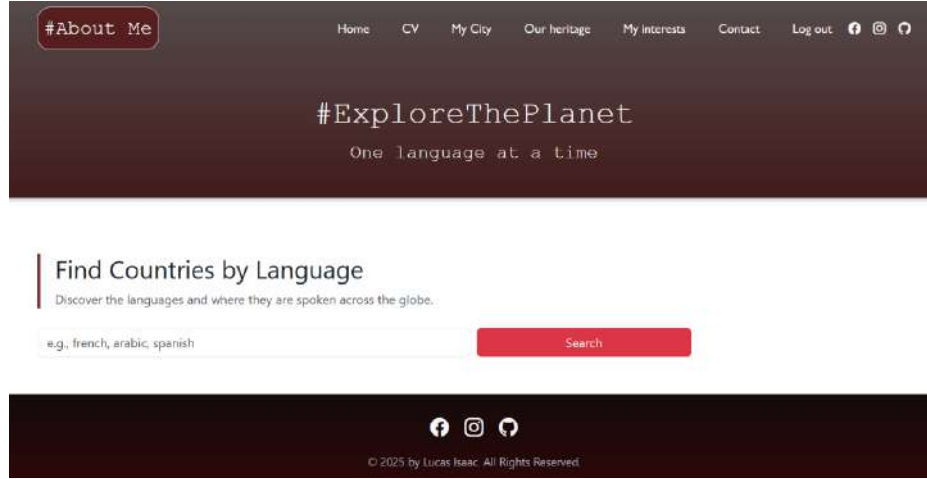 #About Me
Home CV My City Our heritage My interests Contact Log out
#ExploreThePlanet
One language at a time
Find Countries by Language
Discover the languages and where they are spoken across the globe.
e.g., french, arabic, spanish
Search
© 2025 by Lucas Isaac. All Rights Reserved.